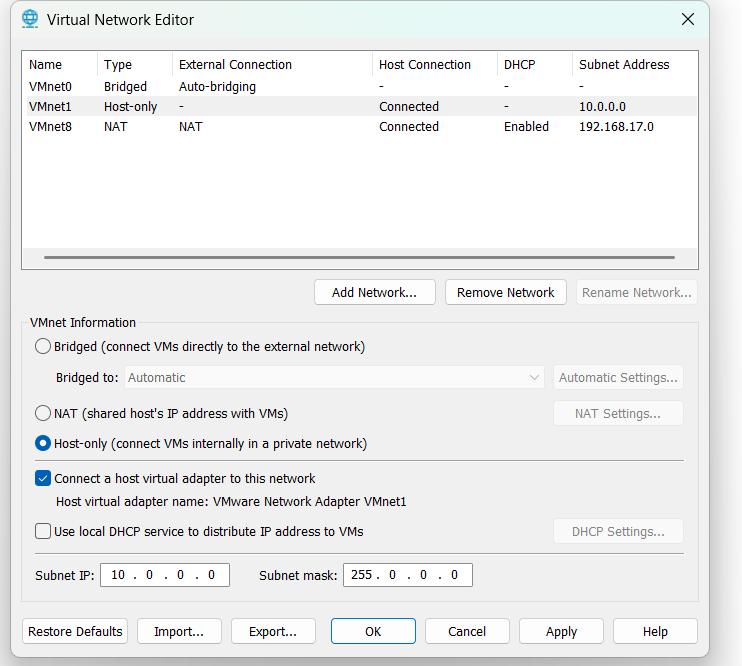 Virtual Network Editor
Name Type External Connection Host Connection DHCP Subnet Address
VMnet0 Bridged Auto-bridging - - -
VMnet1 Host-only - Connected - 10.0.0.0
VMnet8 NAT NAT Connected Enabled 192.168.17.0
Add Network... Remove Network Rename Network...
VMnet Information
Bridged (connect VMs directly to the external network)
Bridged to: Automatic Automatic Settings...
NAT (shared host's IP address with VMs) NAT Settings...
Host-only (connect VMs internally in a private network)
Connect a host virtual adapter to this network
Host virtual adapter name: VMware Network Adapter VMnet1
Use local DHCP service to distribute IP address to VMs DHCP Settings...
Subnet IP: 10 . 0 . 0 . 0 Subnet mask: 255 . 0 . 0 . 0
Restore Defaults Import... Export... OK Cancel Apply Help